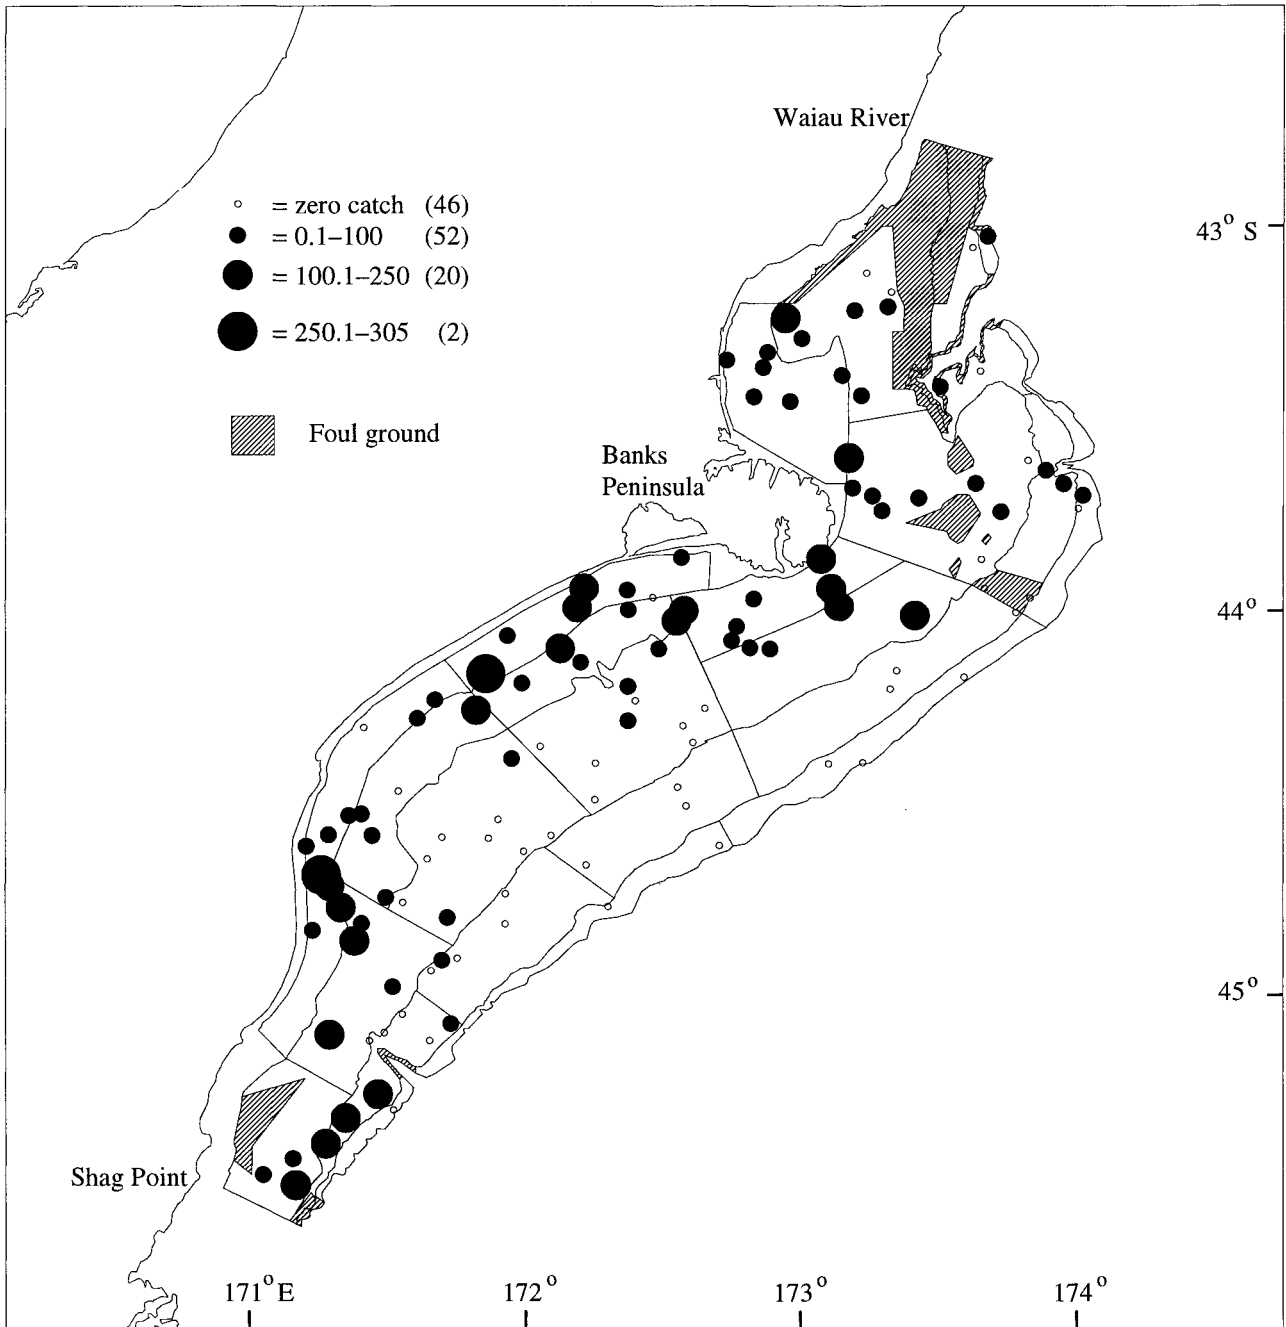 Waiau River
= zero catch (46)
= 0.1–100 (52)
= 100.1–250 (20)
= 250.1–305 (2)
Foul ground
43° S
Banks
Peninsula
44°
45°
Shag Point
171° E
172°
173°
174°